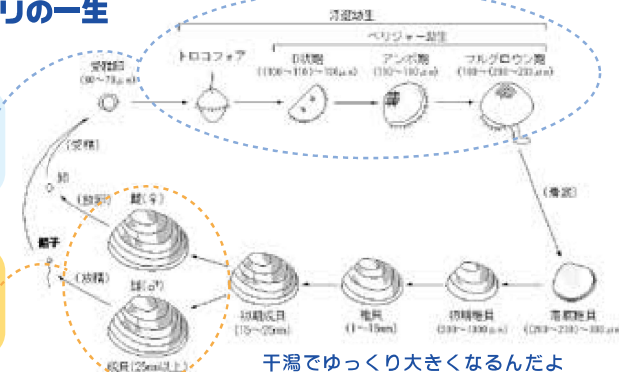 リの一生
浮遊幼生
ベリジャー幼生
トロコフォア
D状期
アンボ期
フルグロウン期
受精卵
(受精)
卵
(放卵)
雌(♀)
精子
(放精)
雄(♂)
成貝(25mm以上)
初期成貝
(15〜25mm)
稚貝
(1〜15mm)
初期稚貝
着底稚貝
(着底)
干潟でゆっくり大きくなるんだよ